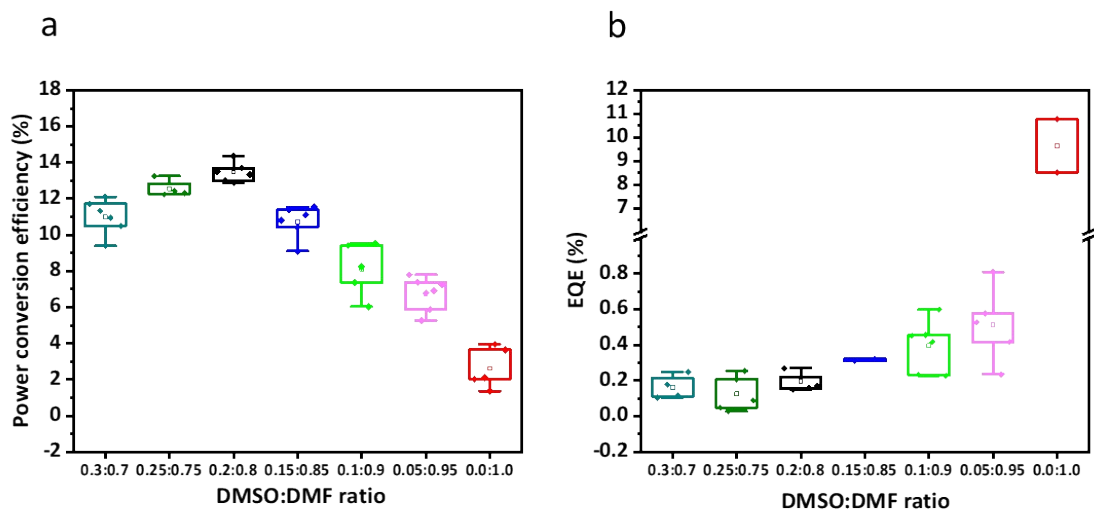 a
Power conversion efficiency (%)
18
16
14
12
10
8
6
4
2
0
-2
0.3:0.7 0.25:0.75 0.2:0.8 0.15:0.85 0.1:0.9 0.05:0.95 0.0:1.0
DMSO:DMF ratio
b
EQE (%)
12
11
10
9
8
7
0.8
0.6
0.4
0.2
0.0
-0.2
0.3:0.7 0.25:0.75 0.2:0.8 0.15:0.85 0.1:0.9 0.05:0.95 0.0:1.0
DMSO:DMF ratio